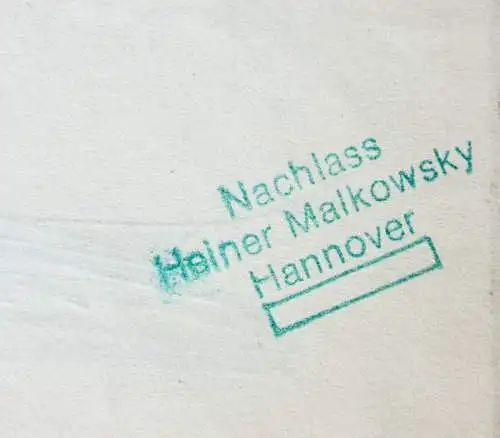 Nachlass
Heiner Malkowsky
Hannover